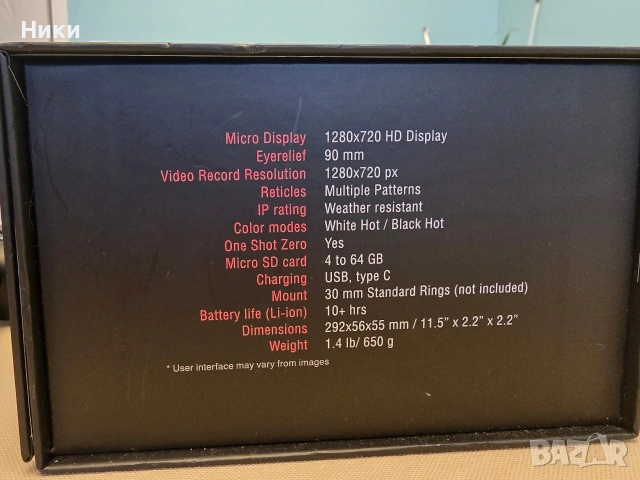 Ники
Micro Display 1280x720 HD Display
Eyerelief 90 mm
Video Record Resolution 1280x720 px
Reticles Multiple Patterns
IP rating Weather resistant
Color modes White Hot / Black Hot
One Shot Zero Yes
Micro SD card 4 to 64 GB
Charging USB, type C
Mount 30 mm Standard Rings (not included)
Battery life (Li-ion) 10+ hrs
Dimensions 292x56x55 mm / 11.5” x 2.2” x 2.2”
Weight 1.4 lb/ 650 g
* User interface may vary from images
BAZAR